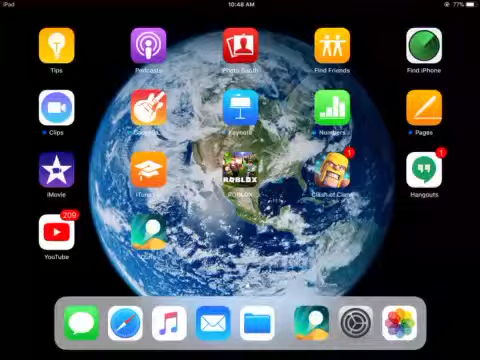 iPad
10:48 AM
77%
Tips
Podcasts
Photo Booth
Find Friends
Find iPhone
Clips
GarageBand
Keynote
Numbers
Pages
iMovie
iTunes U
ROBLOX
ROBLOX
1
Clash of Clans
1
Hangouts
209
YouTube